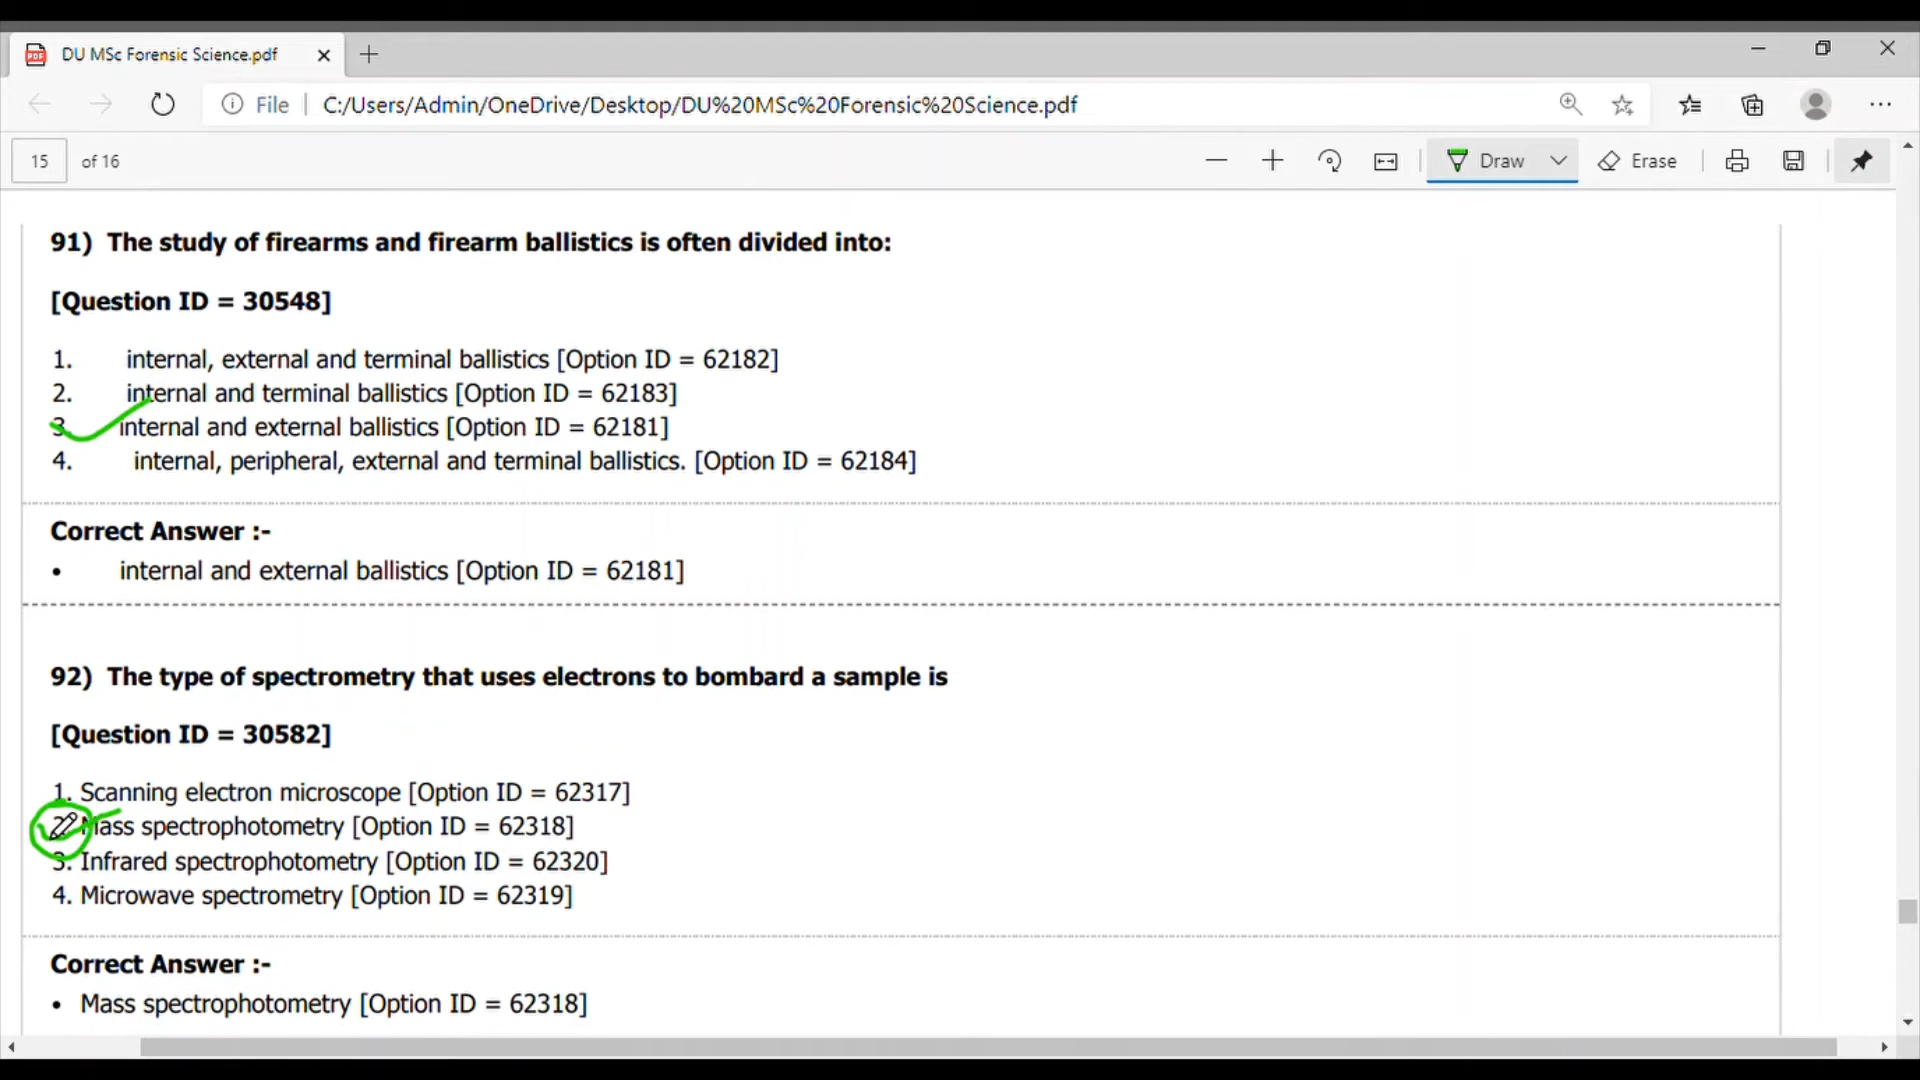 DU MSc Forensic Science.pdf
File
C:/Users/Admin/OneDrive/Desktop/DU%20MSc%20Forensic%20Science.pdf
15 of 16
Draw
Erase
91) The study of firearms and firearm ballistics is often divided into:
[Question ID = 30548]
1. internal, external and terminal ballistics [Option ID = 62182]
2. internal and terminal ballistics [Option ID = 62183]
3. internal and external ballistics [Option ID = 62181]
4. internal, peripheral, external and terminal ballistics. [Option ID = 62184]
Correct Answer :-
• internal and external ballistics [Option ID = 62181]
92) The type of spectrometry that uses electrons to bombard a sample is
[Question ID = 30582]
1. Scanning electron microscope [Option ID = 62317]
2. Mass spectrophotometry [Option ID = 62318]
3. Infrared spectrophotometry [Option ID = 62320]
4. Microwave spectrometry [Option ID = 62319]
Correct Answer :-
• Mass spectrophotometry [Option ID = 62318]